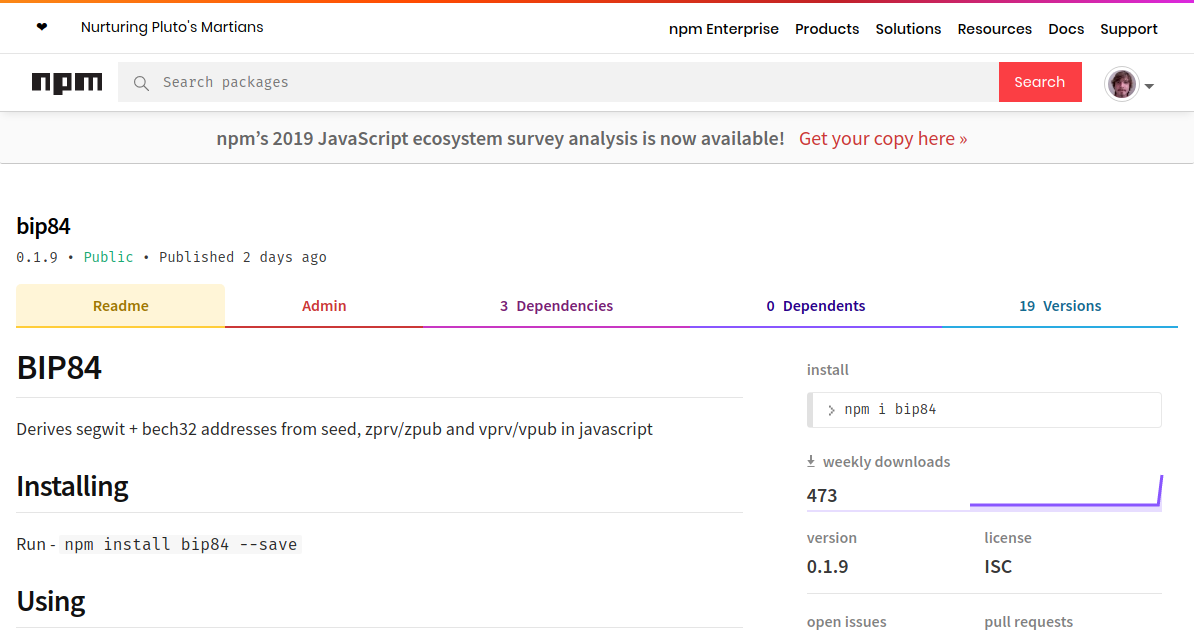 ❤ Nurturing Pluto's Martians npm Enterprise Products Solutions Resources Docs Support
npm Search packages Search
npm’s 2019 JavaScript ecosystem survey analysis is now available! Get your copy here »
bip84
0.1.9 • Public • Published 2 days ago
Readme Admin 3 Dependencies 0 Dependents 19 Versions
BIP84
Derives segwit + bech32 addresses from seed, zprv/zpub and vprv/vpub in javascript
Installing
Run - npm install bip84 --save
Using
install
> npm i bip84
weekly downloads
473
version license
0.1.9 ISC
open issues pull requests